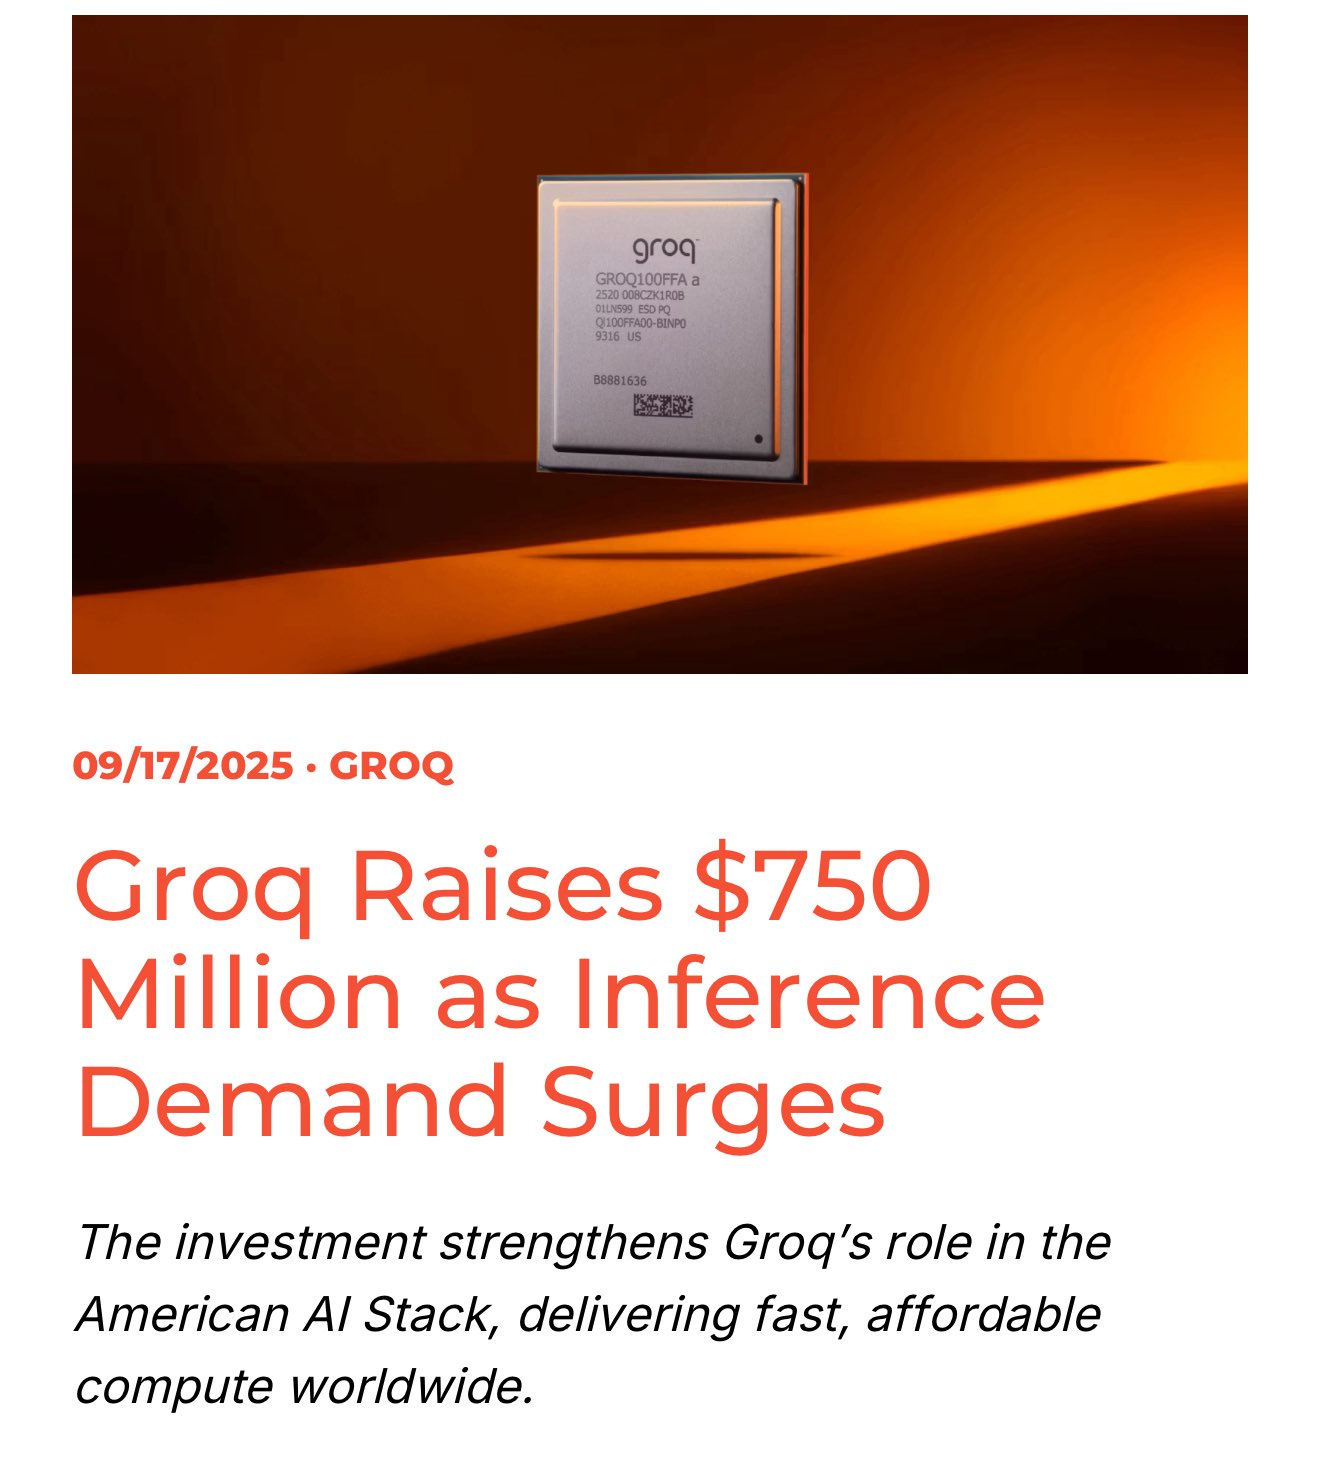 groq
GROQ100FFA a
2520 008CZK1R0B
01LN599 ESD PQ
QI100FFA00-BINP0
9316 US
B8881636
09/17/2025 · GROQ
Groq Raises $750
Million as Inference
Demand Surges
The investment strengthens Groq’s role in the
American AI Stack, delivering fast, affordable
compute worldwide.